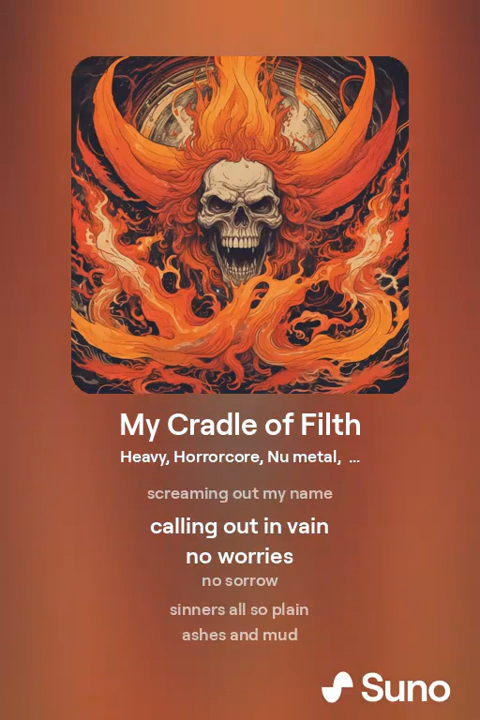 My Cradle of Filth
Heavy, Horrorcore, Nu metal, ...
screaming out my name
calling out in vain
no worries
no sorrow
sinners all so plain
ashes and mud
Suno